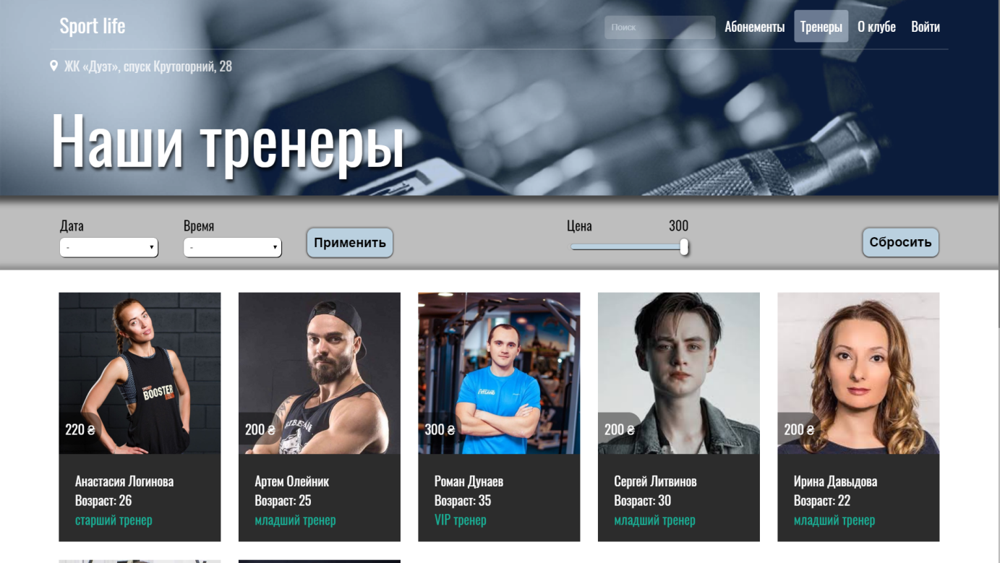 Sport life
Поиск
Абонементы
Тренеры
О клубе
Войти
ЖК «Дуэт», спуск Крутогорний, 28
Наши тренеры
Дата
-
Время
-
Применить
Цена
300
Сбросить
BOOSTER
220 ₴
200 ₴
300 ₴
200 ₴
200 ₴
Анастасия Логинова
Возраст: 26
старший тренер
Артем Олейник
Возраст: 25
младший тренер
Роман Дунаев
Возраст: 35
VIP тренер
Сергей Литвинов
Возраст: 30
младший тренер
Ирина Давыдова
Возраст: 22
младший тренер